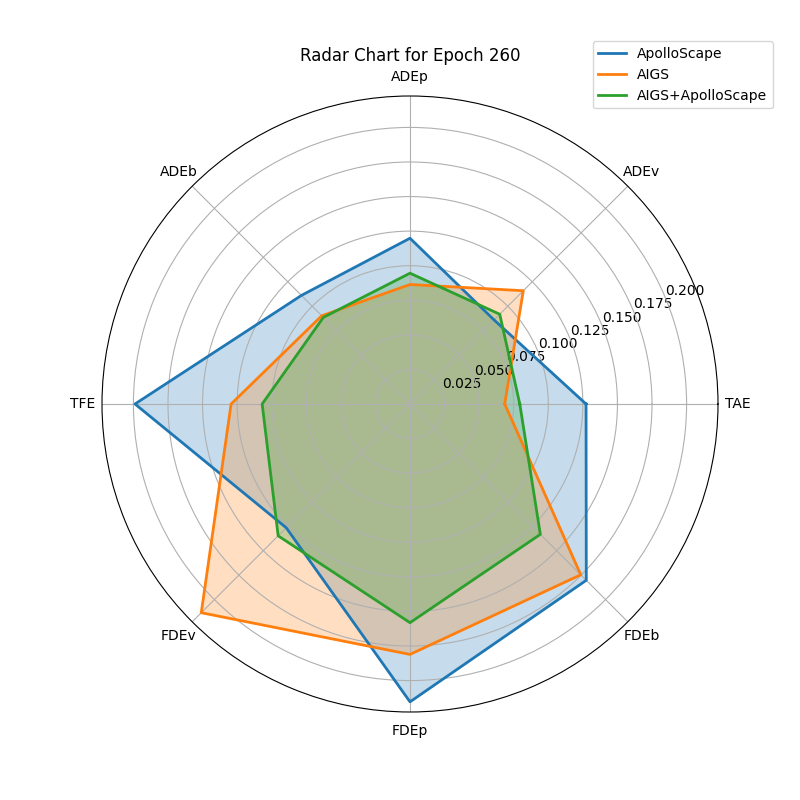 Radar Chart for Epoch 260
ApolloScape
AIGS
AIGS+ApolloScape
ADEp
ADEb
ADEv
0.200
0.175
0.150
0.125
0.100
0.075
0.050
0.025
TFE
TAE
FDEv
FDEb
FDEp